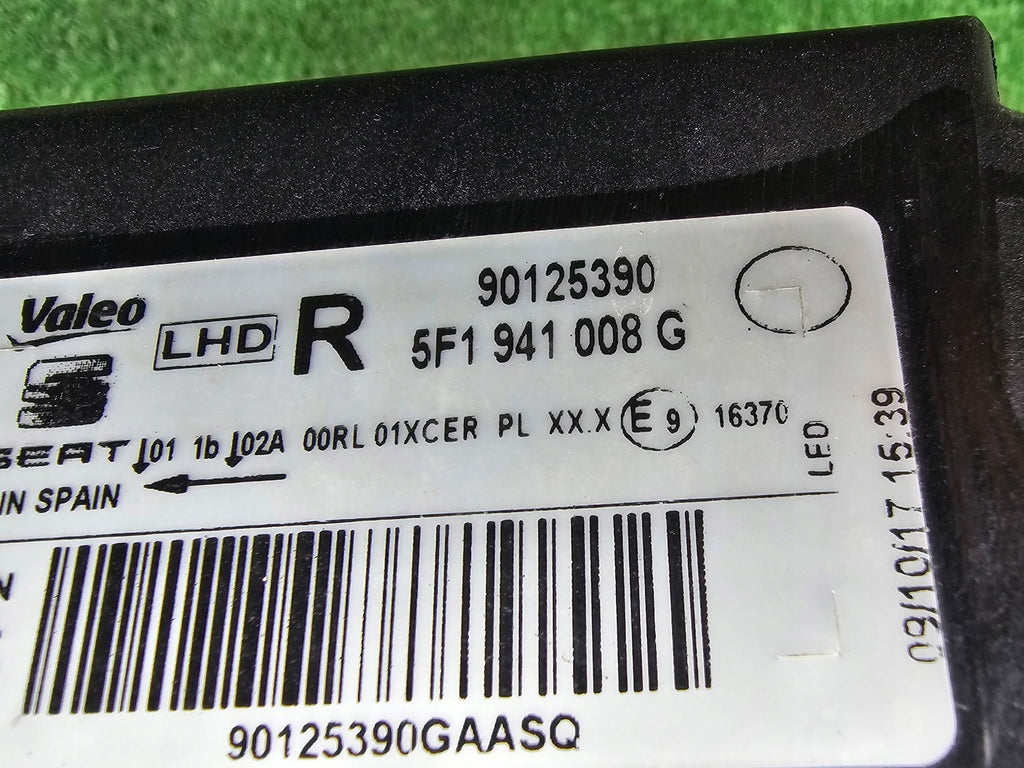 Valeo
LHD R
90125390
5F1 941 008 G
SEAT
01 1b 02A 00RL 01XCER PL XX.X E9 16370
IN SPAIN
LED
09/10/17 15:39
90125390GAASQ